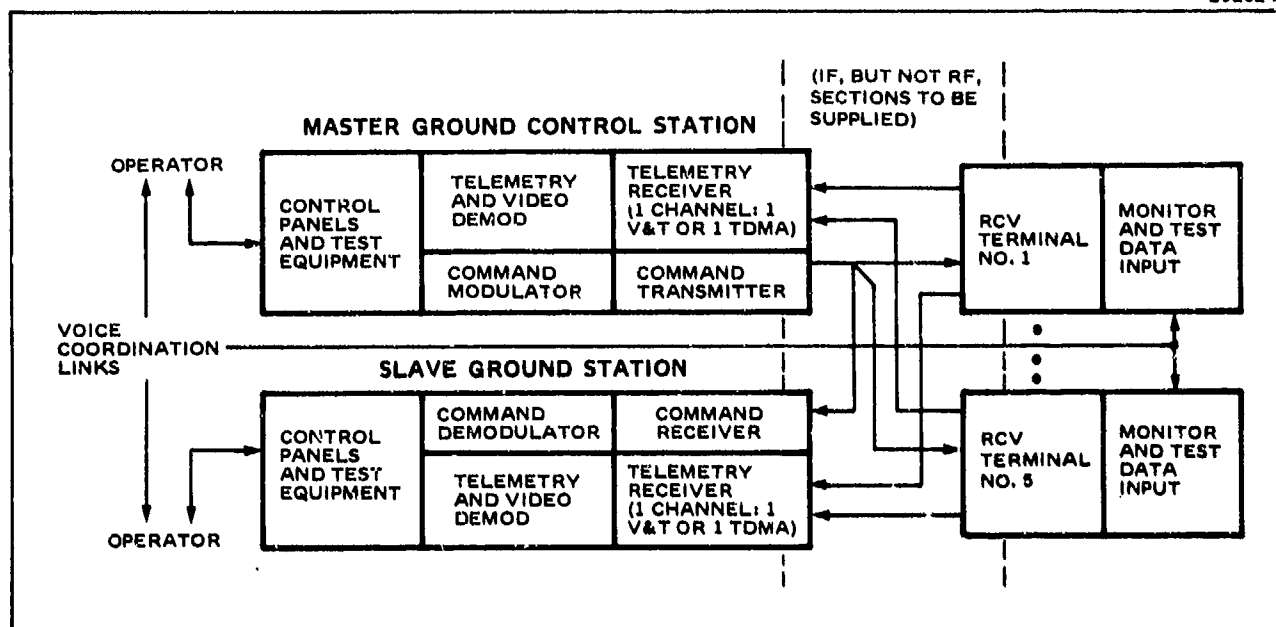 (IF, BUT NOT RF,
SECTIONS TO BE
SUPPLIED)
MASTER GROUND CONTROL STATION
OPERATOR
CONTROL
PANELS
AND TEST
EQUIPMENT
TELEMETRY
AND VIDEO
DEMOD
TELEMETRY
RECEIVER
(1 CHANNEL: 1
V&T OR 1 TDMA)
COMMAND
MODULATOR
COMMAND
TRANSMITTER
RCV
TERMINAL
NO. 1
MONITOR
AND TEST
DATA
INPUT
VOICE
COORDINATION
LINKS
SLAVE GROUND STATION
CONTROL
PANELS
AND TEST
EQUIPMENT
COMMAND
DEMODULATOR
COMMAND
RECEIVER
TELEMETRY
AND VIDEO
DEMOD
TELEMETRY
RECEIVER
(1 CHANNEL: 1
V&T OR 1 TDMA)
RCV
TERMINAL
NO. 5
MONITOR
AND TEST
DATA
INPUT
OPERATOR